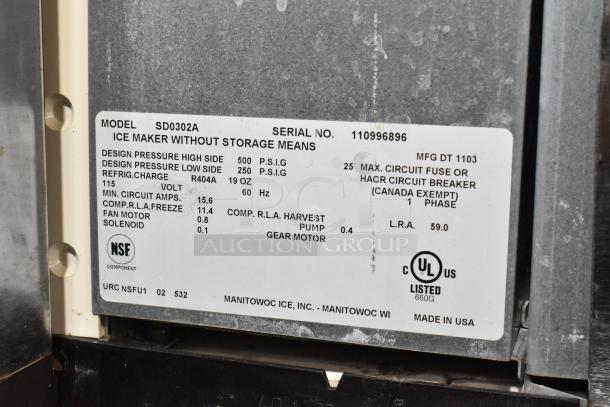 MODEL SD0302A SERIAL NO. 110996896
ICE MAKER WITHOUT STORAGE MEANS
MFG DT 1103
DESIGN PRESSURE HIGH SIDE 500 P.S.I.G
DESIGN PRESSURE LOW SIDE 250 P.S.I.G
25 MAX. CIRCUIT FUSE OR
HACR CIRCUIT BREAKER
(CANADA EXEMPT)
REFRIG.CHARGE R404A 19 OZ
115 VOLT 60 Hz 1 PHASE
MIN. CIRCUIT AMPS. 15.6
COMP.R.L.A.FREEZE 11.4 COMP. R.L.A. HARVEST L.R.A. 59.0
FAN MOTOR 0.8 PUMP 0.4
SOLENOID 0.1 GEAR MOTOR
PCI
AUCTION GROUP
NSF
COMPONENT
C UL US
LISTED
660G
URC NSFU1 02 532
MANITOWOC ICE, INC. - MANITOWOC WI
MADE IN USA